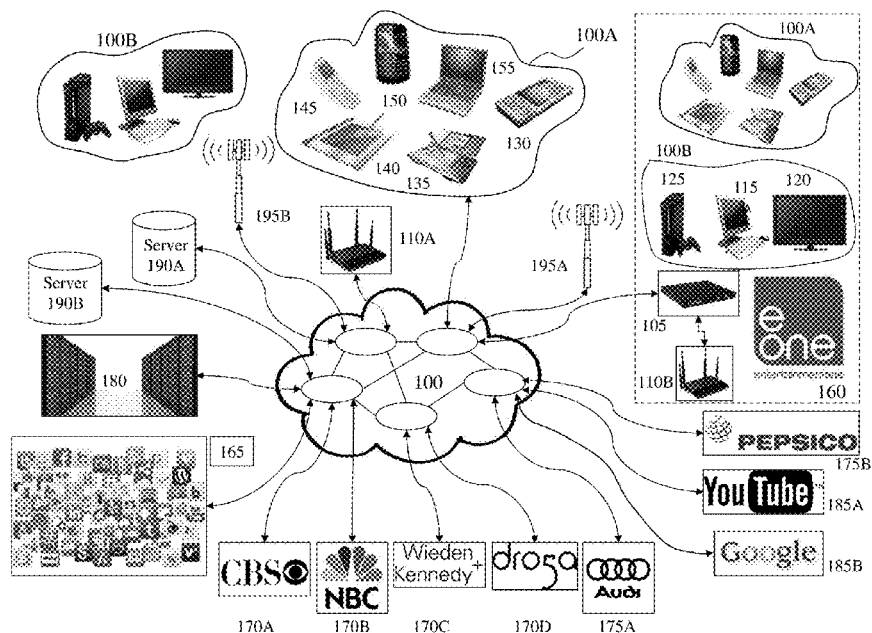 100B
100A
100A
155
145
150
130
140
135
100B
125
115
120
195B
110A
195A
Server
190A
Server
190B
105
e
one
110B
160
180
100
165
PEPSICO
175B
YouTube
185A
Google
185B
CBS
NBC
Wieden
Kennedy+
droga5
Audi
170A
170B
170C
170D
175A